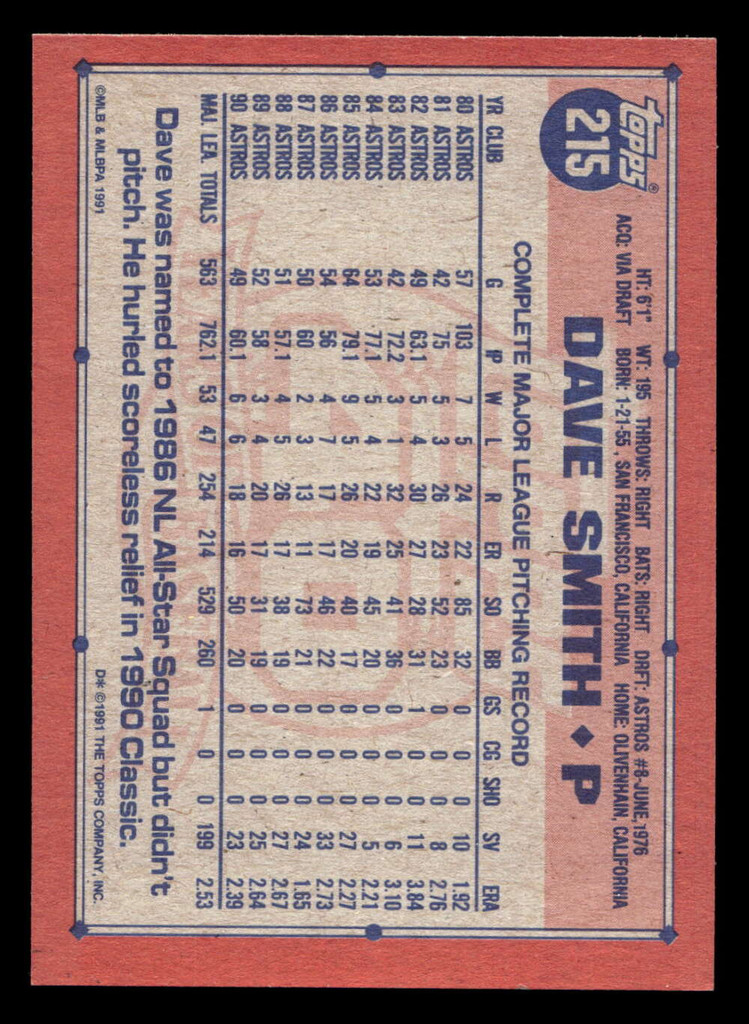 topps®
215
HT: 6'1" WT: 195 THROWS: RIGHT BATS: RIGHT DRFT: ASTROS #8-JUNE, 1976
ACQ: VIA DRAFT BORN: 1-21-55, SAN FRANCISCO, CALIFORNIA HOME: OLIVENHAIN, CALIFORNIA
DAVE SMITH ♦ P
COMPLETE MAJOR LEAGUE PITCHING RECORD
YR CLUB G IP W L R ER SO BB GS CG SHO SV ERA
80 ASTROS 57 103 7 5 24 22 85 32 0 0 0 10 1.92
81 ASTROS 42 75 5 3 26 23 52 23 0 0 0 8 2.76
82 ASTROS 49 63.1 5 4 30 27 28 31 1 0 0 11 3.84
83 ASTROS 42 72.2 3 1 32 25 41 36 0 0 0 6 3.10
84 ASTROS 53 77.1 5 4 22 19 45 20 0 0 0 5 2.21
85 ASTROS 64 79.1 9 5 26 20 40 17 0 0 0 27 2.27
86 ASTROS 54 56 4 7 17 17 46 22 0 0 0 33 2.73
87 ASTROS 50 60 2 3 13 11 73 21 0 0 0 24 1.65
88 ASTROS 51 57.1 4 5 26 17 38 19 0 0 0 27 2.67
89 ASTROS 52 58 3 4 20 17 31 19 0 0 0 25 2.64
90 ASTROS 49 60.1 6 6 18 16 50 20 0 0 0 23 2.39
MAJ. LEA. TOTALS 563 762.1 53 47 254 214 529 260 1 0 0 199 2.53
Dave was named to 1986 NL All-Star Squad but didn't
pitch. He hurled scoreless relief in 1990 Classic.
©MLB & MLBPA 1991 D* ©1991 THE TOPPS COMPANY, INC.